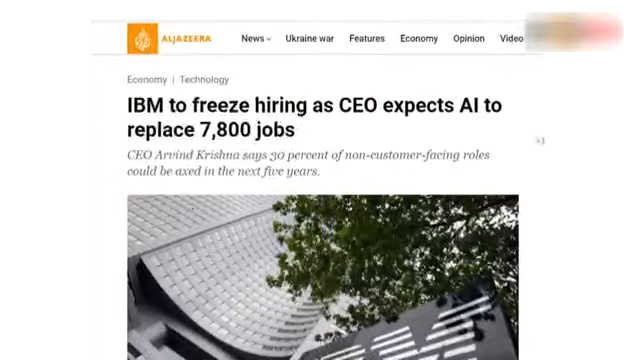 ALJAZEERA
News Ukraine war Features Economy Opinion Video
Economy | Technology
IBM to freeze hiring as CEO expects AI to
replace 7,800 jobs
CEO Arvind Krishna says 30 percent of non-customer-facing roles
could be axed in the next five years.
IBM